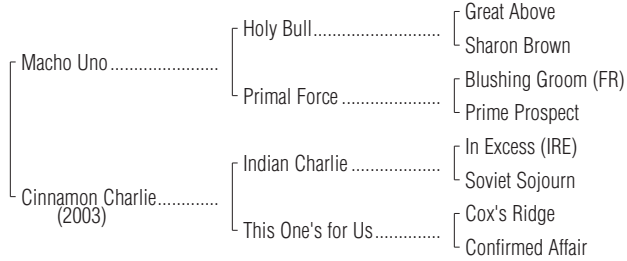 Great Above
Holy Bull..........................
Sharon Brown
Macho Uno ......................
Blushing Groom (FR)
Primal Force ....................
Prime Prospect
In Excess (IRE)
Indian Charlie ..................
Soviet Sojourn
Cinnamon Charlie.............
(2003)
Cox's Ridge
This One's for Us.............
Confirmed Affair